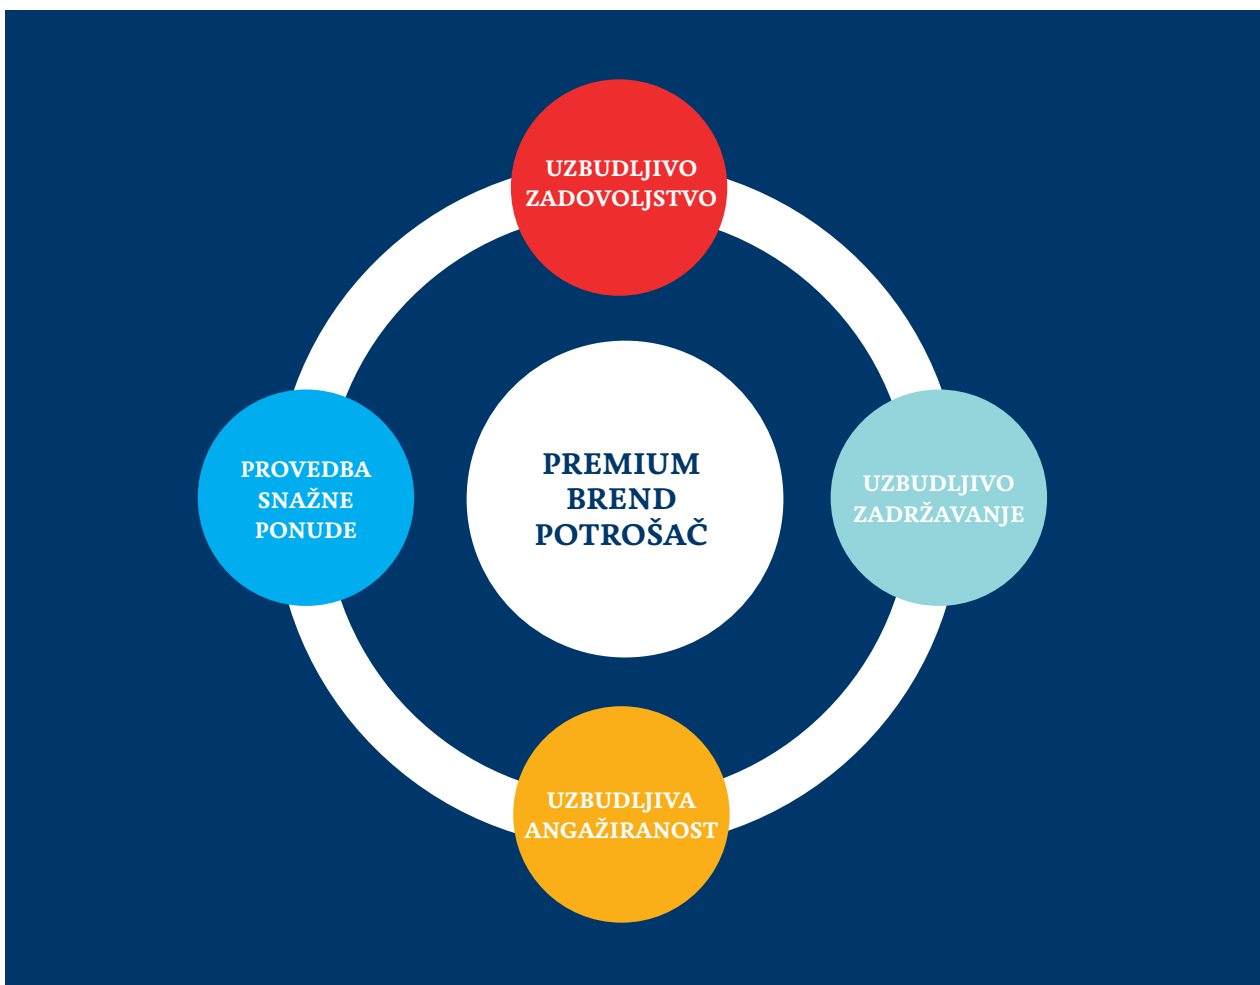 UZBUDLJIVO
ZADOVOLJSTVO
PROVEDBA
SNAŽNE
PONUDE
PREMIUM
BREND
POTROŠAČ
UZBUDLJIVO
ZADRŽAVANJE
UZBUDLJIVA
ANGAŽIRANOST